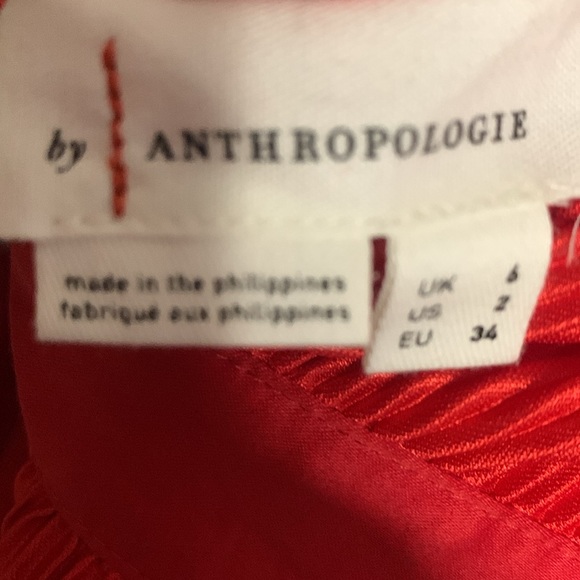 by ANTHROPOLOGIE
made in the philippines
fabriqué aux philippines
UK 6
US 2
EU 34